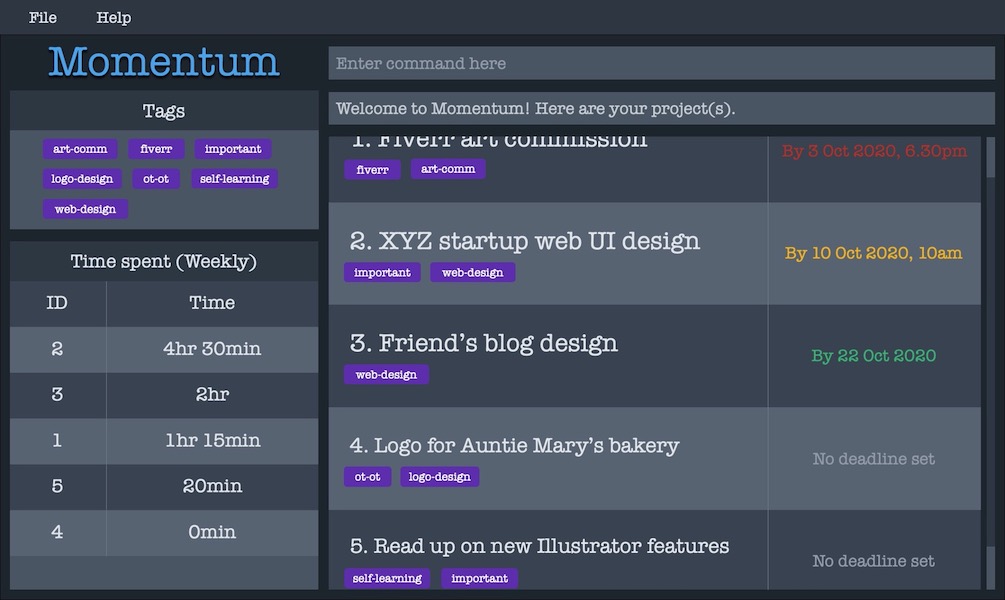 File Help
Momentum
Enter command here
Welcome to Momentum! Here are your project(s).
Tags
art-comm fiverr important
logo-design ot-ot self-learning
web-design
Time spent (Weekly)
ID Time
2 4hr 30min
3 2hr
1 1hr 15min
5 20min
4 0min
1. Fiverr art commission
fiverr art-comm
By 3 Oct 2020, 6.30pm
2. XYZ startup web UI design
important web-design
By 10 Oct 2020, 10am
3. Friend's blog design
web-design
By 22 Oct 2020
4. Logo for Auntie Mary's bakery
ot-ot logo-design
No deadline set
5. Read up on new Illustrator features
self-learning important
No deadline set